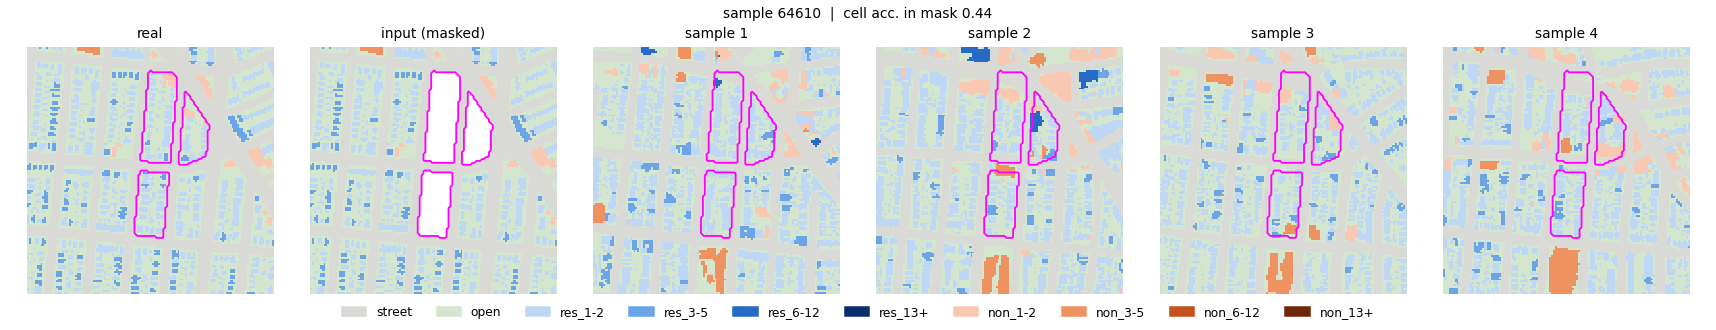 sample 64610 | cell acc. in mask 0.44
real
input (masked)
sample 1
sample 2
sample 3
sample 4
street
open
res_1-2
res_3-5
res_6-12
res_13+
non_1-2
non_3-5
non_6-12
non_13+